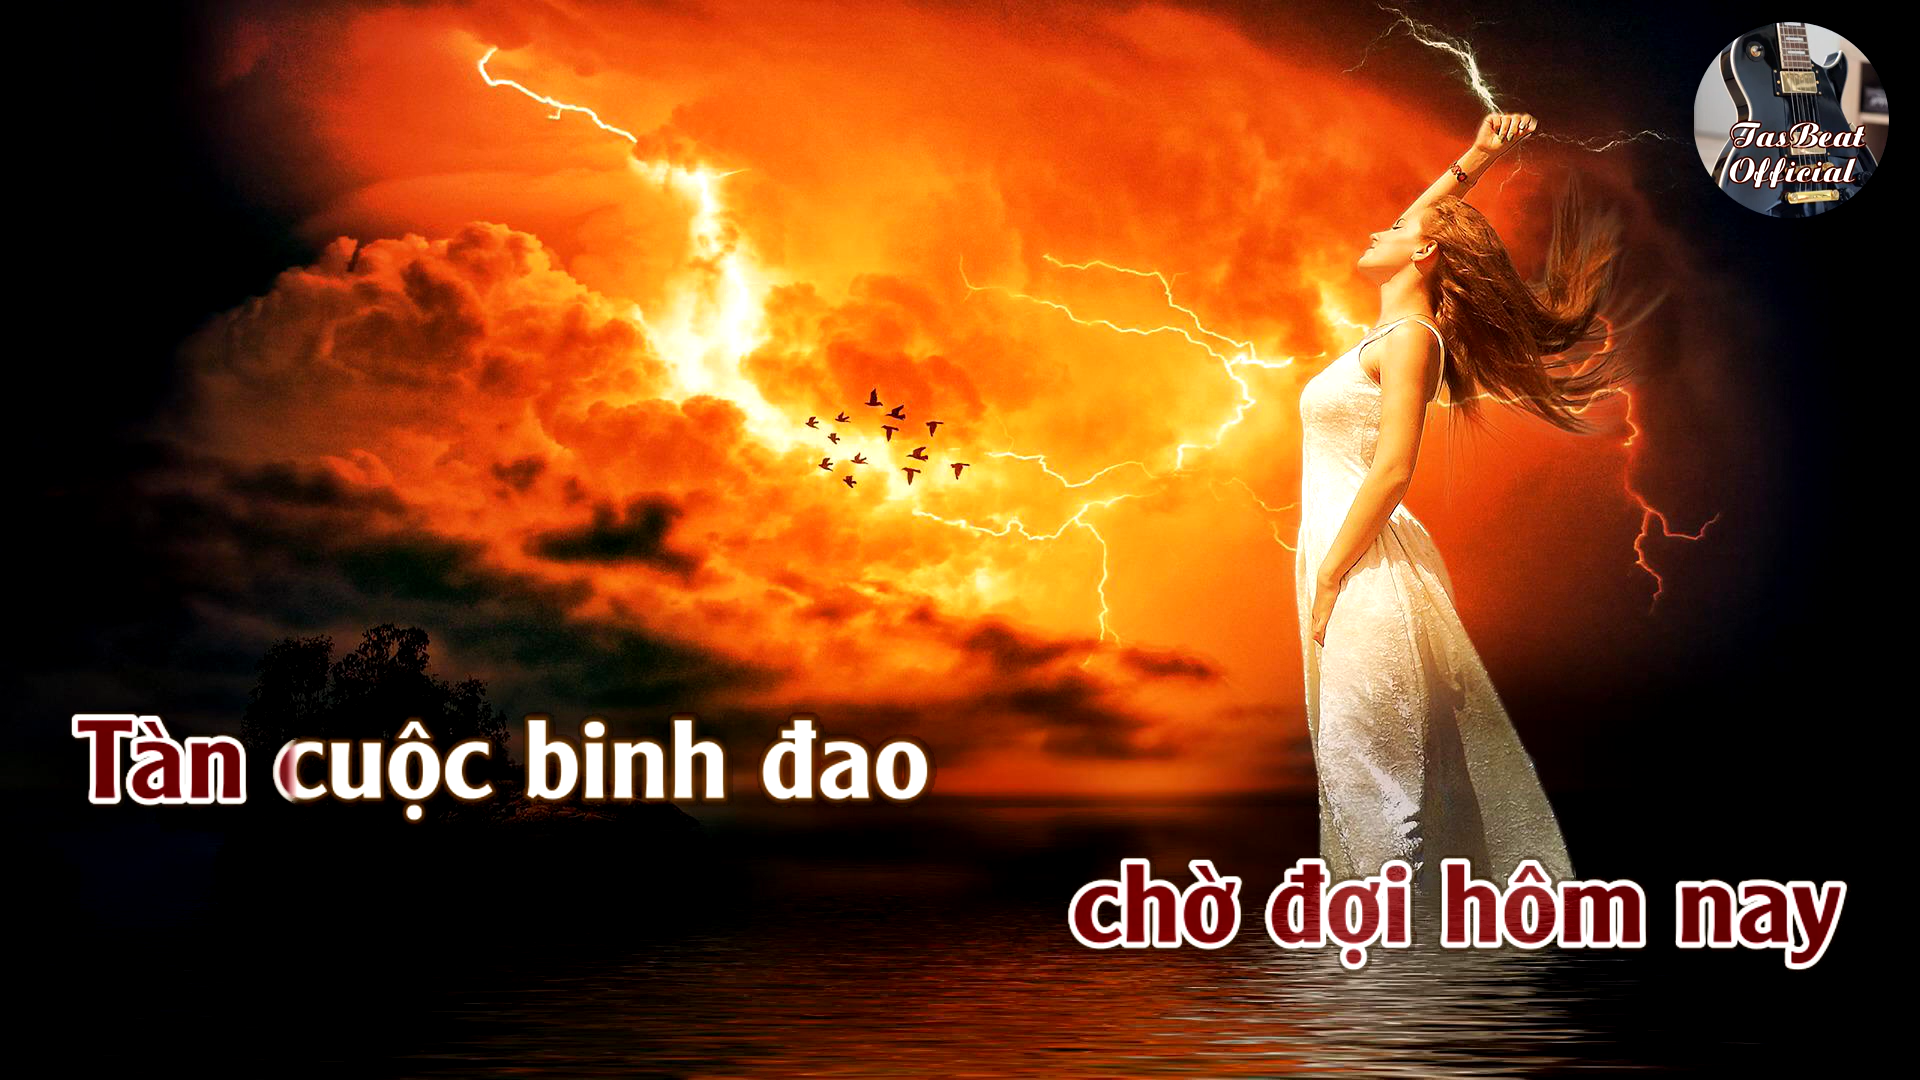 TasBeat
Official
Tàn cuộc binh đao
chờ đợi hôm nay